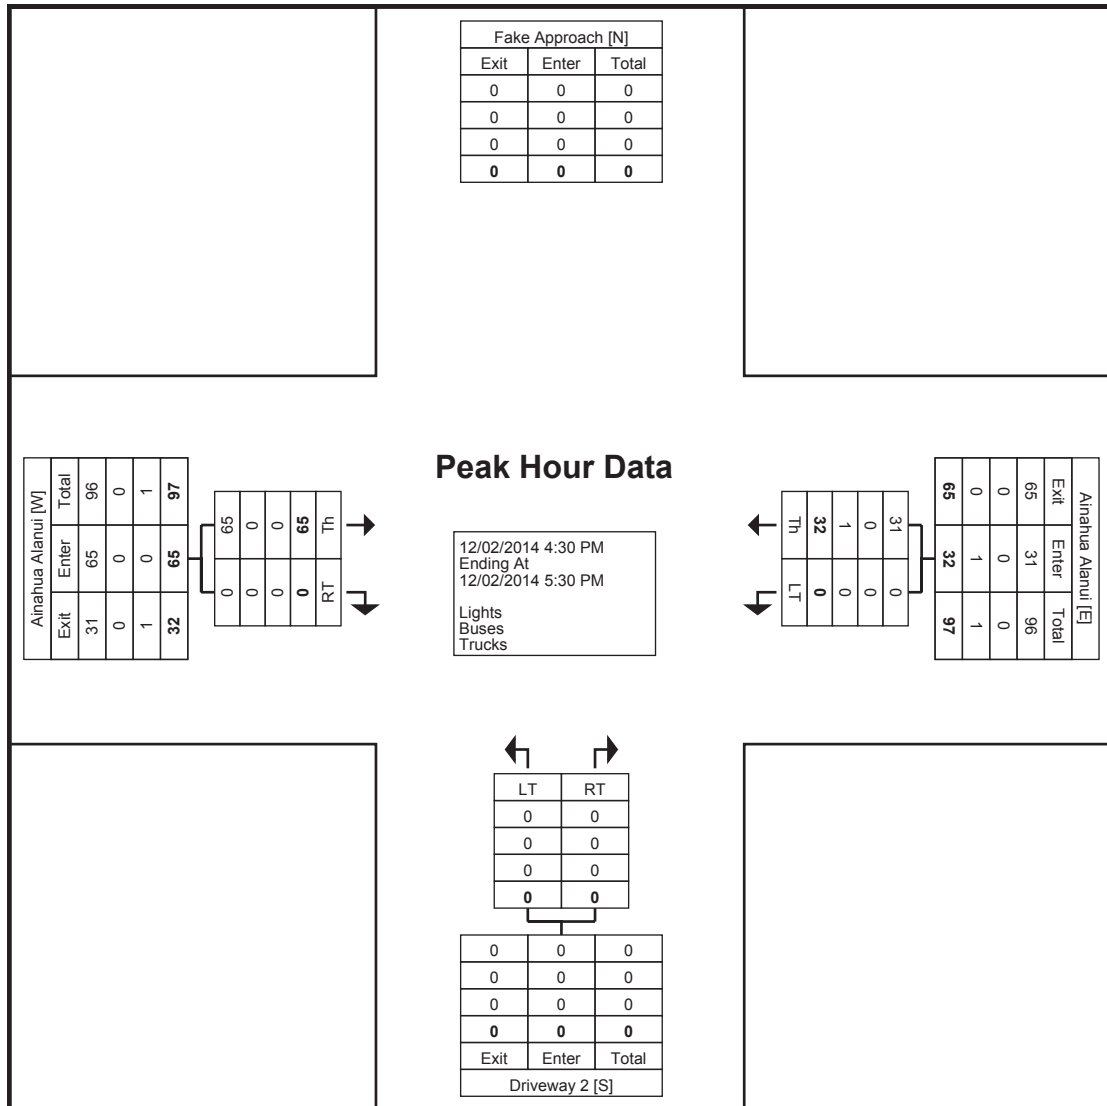 Fake Approach [N]
Exit Enter Total
0 0 0
0 0 0
0 0 0
0 0 0
Peak Hour Data
Ainahua Alanui [W]
Exit Enter Total
31 65 96
0 0 0
1 0 1
32 65 97
0 65
0 0
0 0
0 65
RT Th
12/02/2014 4:30 PM
Ending At
12/02/2014 5:30 PM
Lights
Buses
Trucks
Ainahua Alanui [E]
Exit Enter Total
65 31 96
0 0 0
0 1 1
65 32 97
31 0
0 0
1 0
32 0
Th LT
LT RT
0 0
0 0
0 0
0 0
0 0 0
0 0 0
0 0 0
0 0 0
Exit Enter Total
Driveway 2 [S]